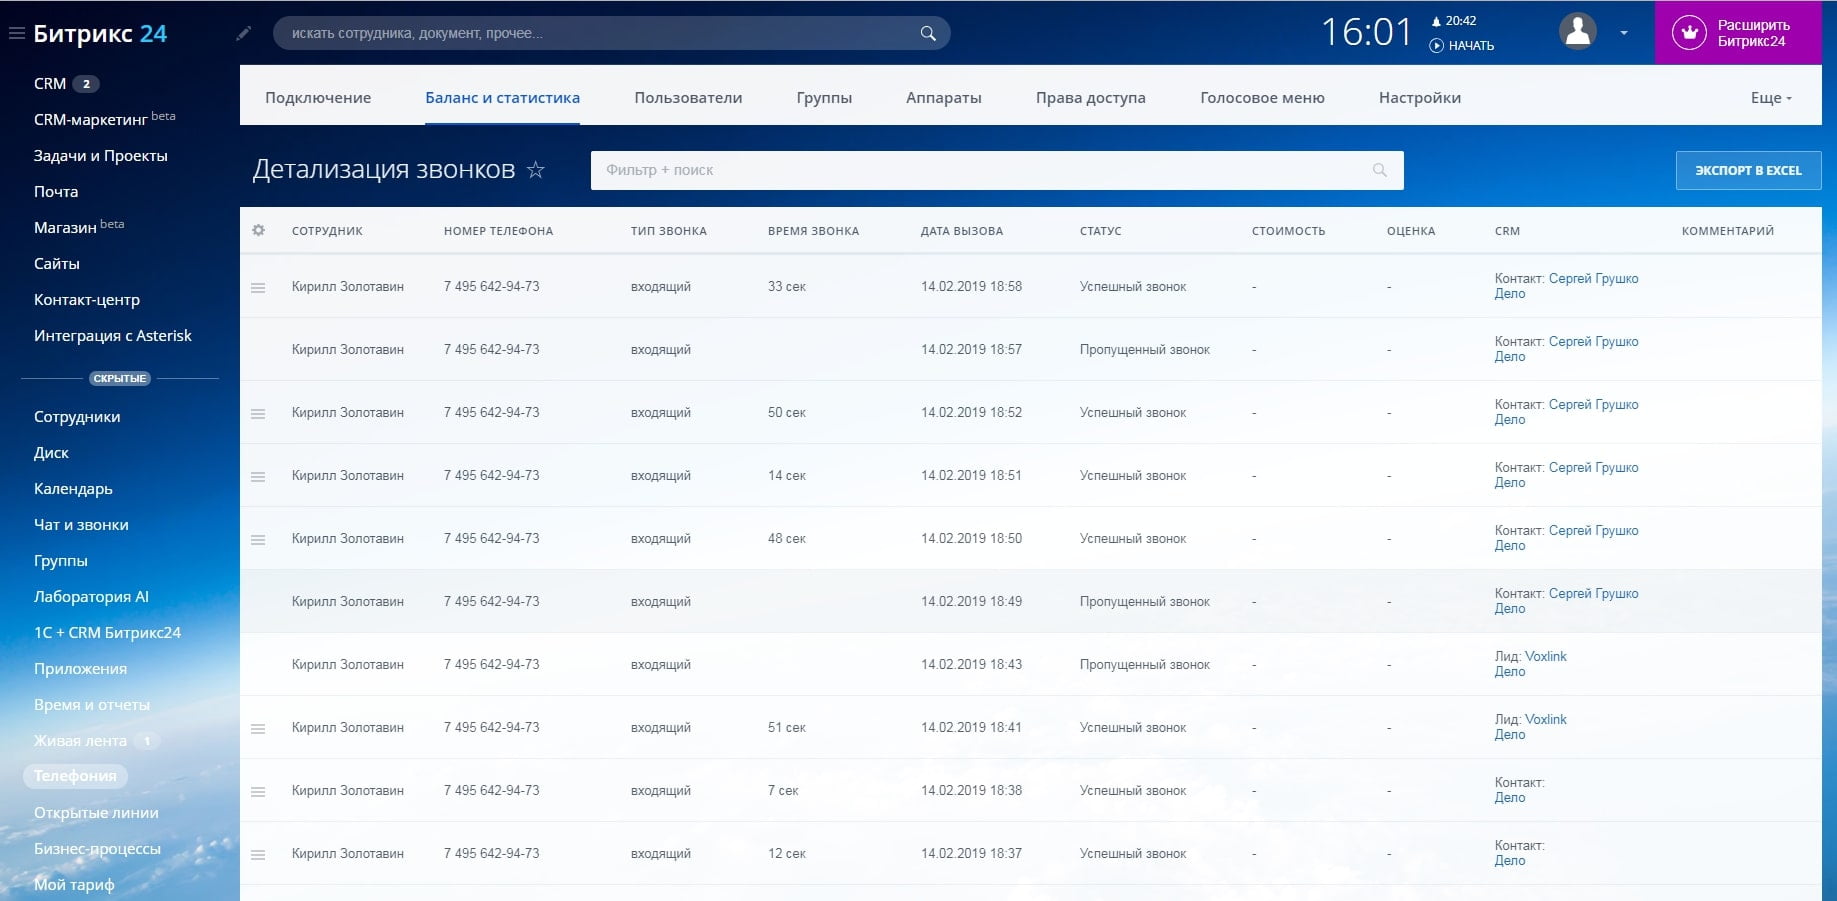 Битрикс 24
искать сотрудника, документ, прочее...
16:01
20:42
НАЧАТЬ
Расширить
Битрикс24
CRM 2
CRM-маркетинг beta
Задачи и Проекты
Почта
Магазин beta
Сайты
Контакт-центр
Интеграция с Asterisk
СКРЫТЫЕ
Сотрудники
Диск
Календарь
Чат и звонки
Группы
Лаборатория AI
1С + CRM Битрикс24
Приложения
Время и отчеты
Живая лента 1
Телефония
Открытые линии
Бизнес-процессы
Мой тариф
Подключение Баланс и статистика Пользователи Группы Аппараты Права доступа Голосовое меню Настройки Еще
Детализация звонков
Фильтр + поиск
ЭКСПОРТ В EXCEL
СОТРУДНИК НОМЕР ТЕЛЕФОНА ТИП ЗВОНКА ВРЕМЯ ЗВОНКА ДАТА ВЫЗОВА СТАТУС СТОИМОСТЬ ОЦЕНКА CRM КОММЕНТАРИЙ
Кирилл Золотавин 7 495 642-94-73 входящий 33 сек 14.02.2019 18:58 Успешный звонок - - Контакт: Сергей Грушко
Дело
Кирилл Золотавин 7 495 642-94-73 входящий 14.02.2019 18:57 Пропущенный звонок - - Контакт: Сергей Грушко
Дело
Кирилл Золотавин 7 495 642-94-73 входящий 50 сек 14.02.2019 18:52 Успешный звонок - - Контакт: Сергей Грушко
Дело
Кирилл Золотавин 7 495 642-94-73 входящий 14 сек 14.02.2019 18:51 Успешный звонок - - Контакт: Сергей Грушко
Дело
Кирилл Золотавин 7 495 642-94-73 входящий 48 сек 14.02.2019 18:50 Успешный звонок - - Контакт: Сергей Грушко
Дело
Кирилл Золотавин 7 495 642-94-73 входящий 14.02.2019 18:49 Пропущенный звонок - - Контакт: Сергей Грушко
Дело
Кирилл Золотавин 7 495 642-94-73 входящий 14.02.2019 18:43 Пропущенный звонок - - Лид: Voxlink
Дело
Кирилл Золотавин 7 495 642-94-73 входящий 51 сек 14.02.2019 18:41 Успешный звонок - - Лид: Voxlink
Дело
Кирилл Золотавин 7 495 642-94-73 входящий 7 сек 14.02.2019 18:38 Успешный звонок - - Контакт:
Дело
Кирилл Золотавин 7 495 642-94-73 входящий 12 сек 14.02.2019 18:37 Успешный звонок - - Контакт:
Дело